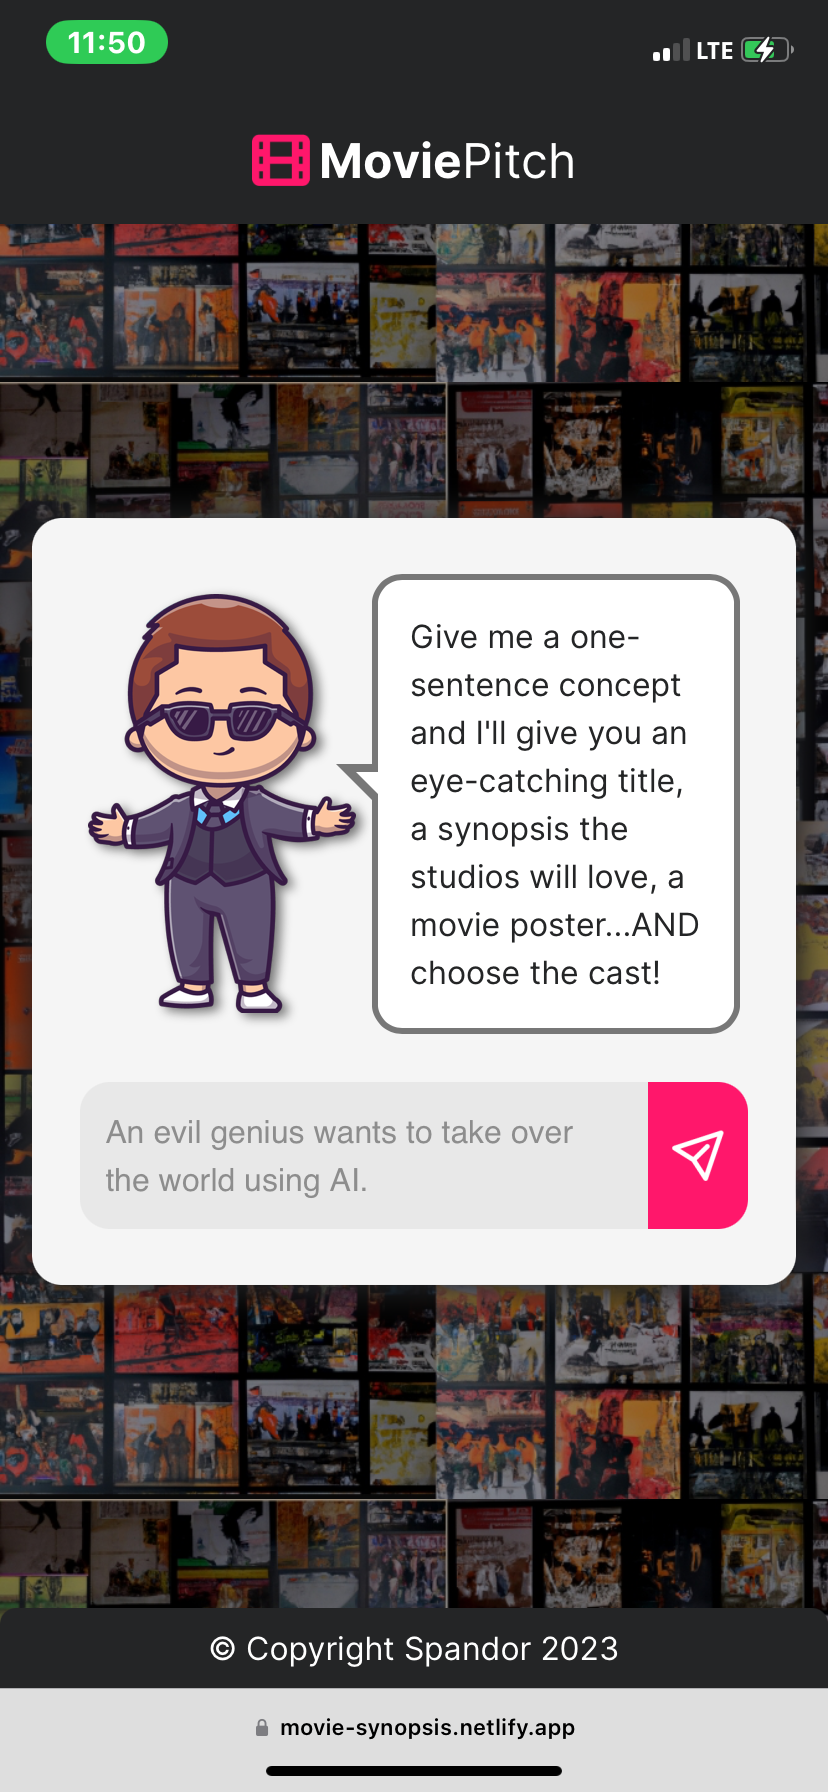 11:50
LTE
MoviePitch
Give me a one-
sentence concept
and I'll give you an
eye-catching title,
a synopsis the
studios will love, a
movie poster...AND
choose the cast!
An evil genius wants to take over
the world using AI.
© Copyright Spandor 2023
movie-synopsis.netlify.app